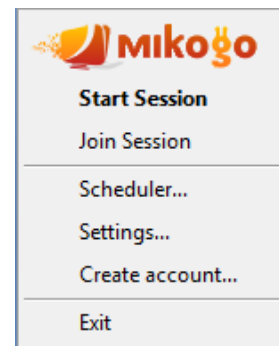 Mikogo
Start Session
Join Session
Scheduler...
Settings...
Create account...
Exit